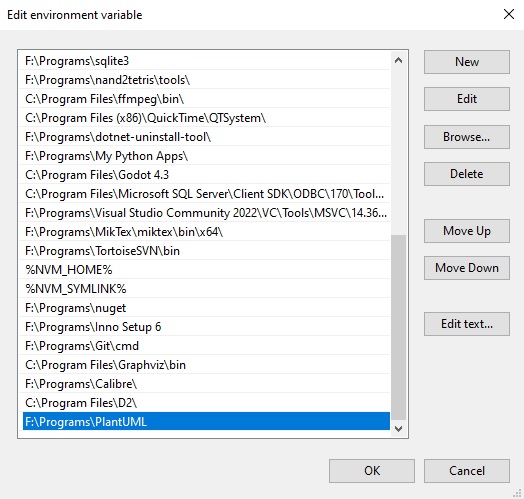 Edit environment variable
F:\Programs\sqlite3
F:\Programs\nand2tetris\tools\
C:\Program Files\ffmpeg\bin\
C:\Program Files (x86)\QuickTime\QTSystem\
F:\Programs\dotnet-uninstall-tool\
F:\Programs\My Python Apps\
C:\Program Files\Godot 4.3
C:\Program Files\Microsoft SQL Server\Client SDK\ODBC\170\Tool...
F:\Programs\Visual Studio Community 2022\VC\Tools\MSVC\14.36...
F:\Programs\MikTex\miktex\bin\x64\
F:\Programs\TortoiseSVN\bin
%NVM_HOME%
%NVM_SYMLINK%
F:\Programs\nuget
F:\Programs\Inno Setup 6
F:\Programs\Git\cmd
C:\Program Files\Graphviz\bin
F:\Programs\Calibre\
C:\Program Files\D2\
F:\Programs\PlantUML
New
Edit
Browse...
Delete
Move Up
Move Down
Edit text...
OK
Cancel